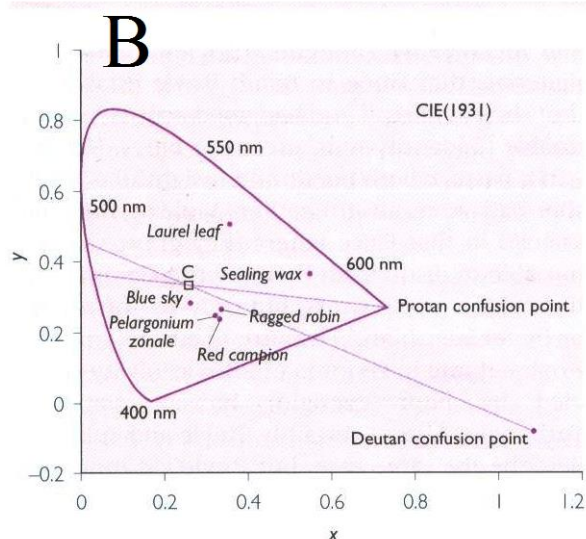 B
1
CIE(1931)
0.8
550 nm
0.6
500 nm
Laurel leaf
y
0.4
C
Sealing wax
600 nm
Blue sky
Protan confusion point
Pelargonium
zonale
Ragged robin
0.2
Red campion
0
400 nm
Deutan confusion point
−0.2
0
0.2
0.4
0.6
0.8
1
1.2
x